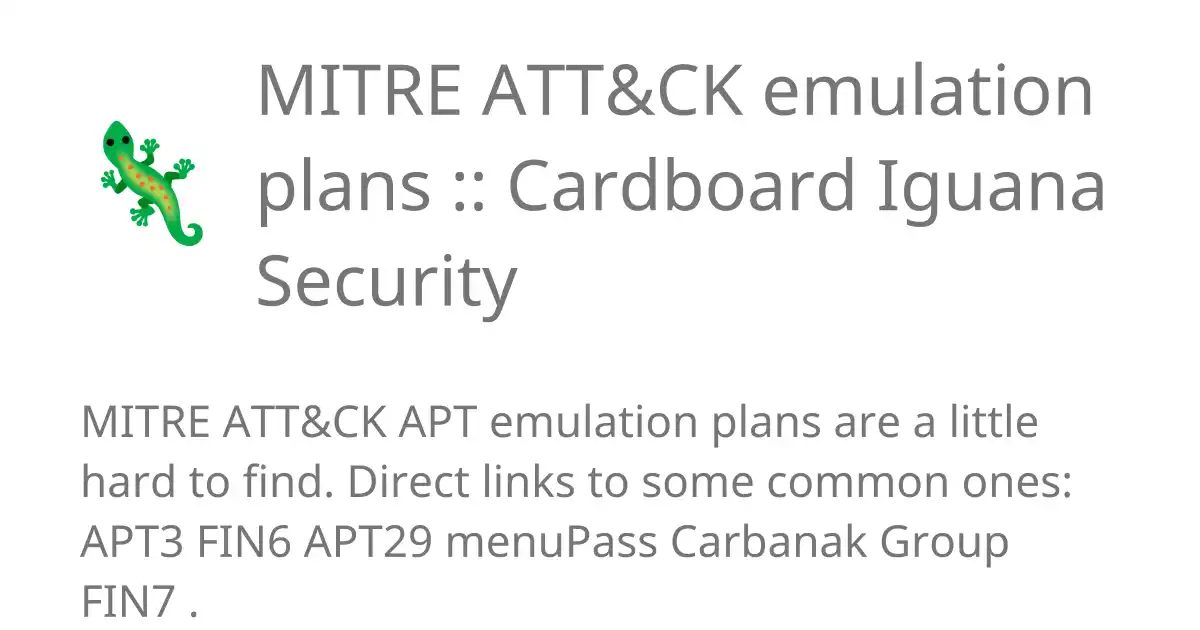 MITRE ATT&CK emulation
plans :: Cardboard Iguana
Security
MITRE ATT&CK APT emulation plans are a little
hard to find. Direct links to some common ones:
APT3 FIN6 APT29 menuPass Carbanak Group
FIN7 .